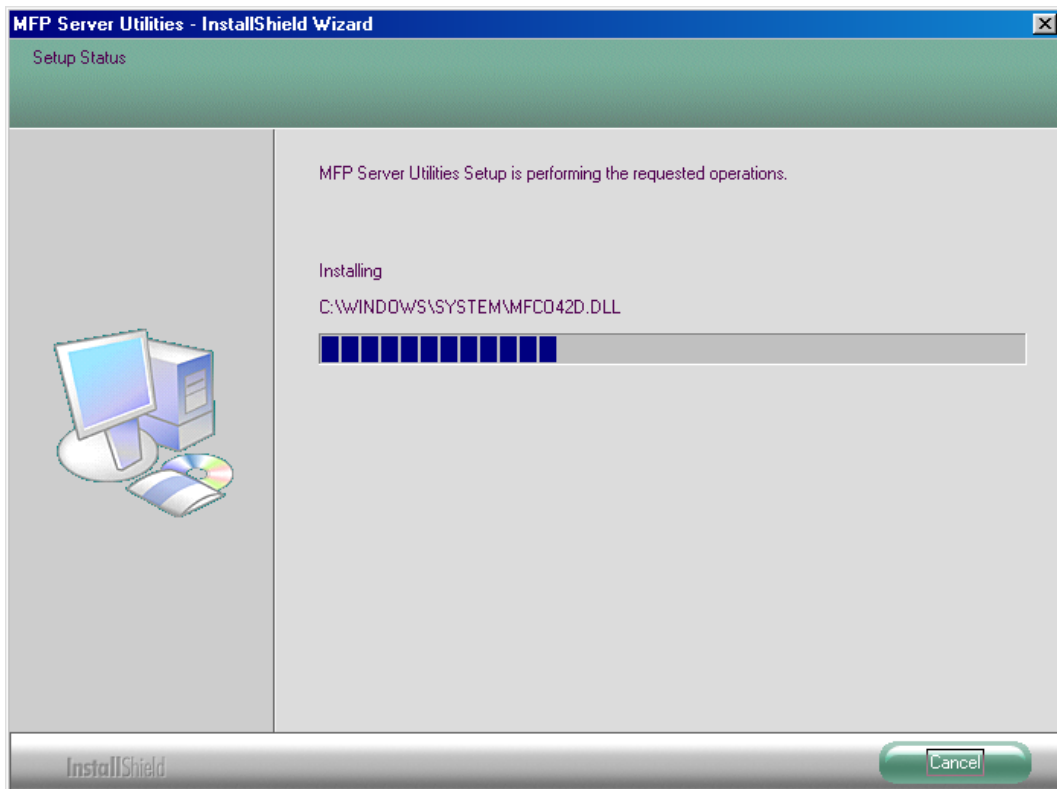 MFP Server Utilities - InstallShield Wizard
Setup Status
MFP Server Utilities Setup is performing the requested operations.
Installing
C:\WINDOWS\SYSTEM\MFCO42D.DLL
InstallShield
Cancel